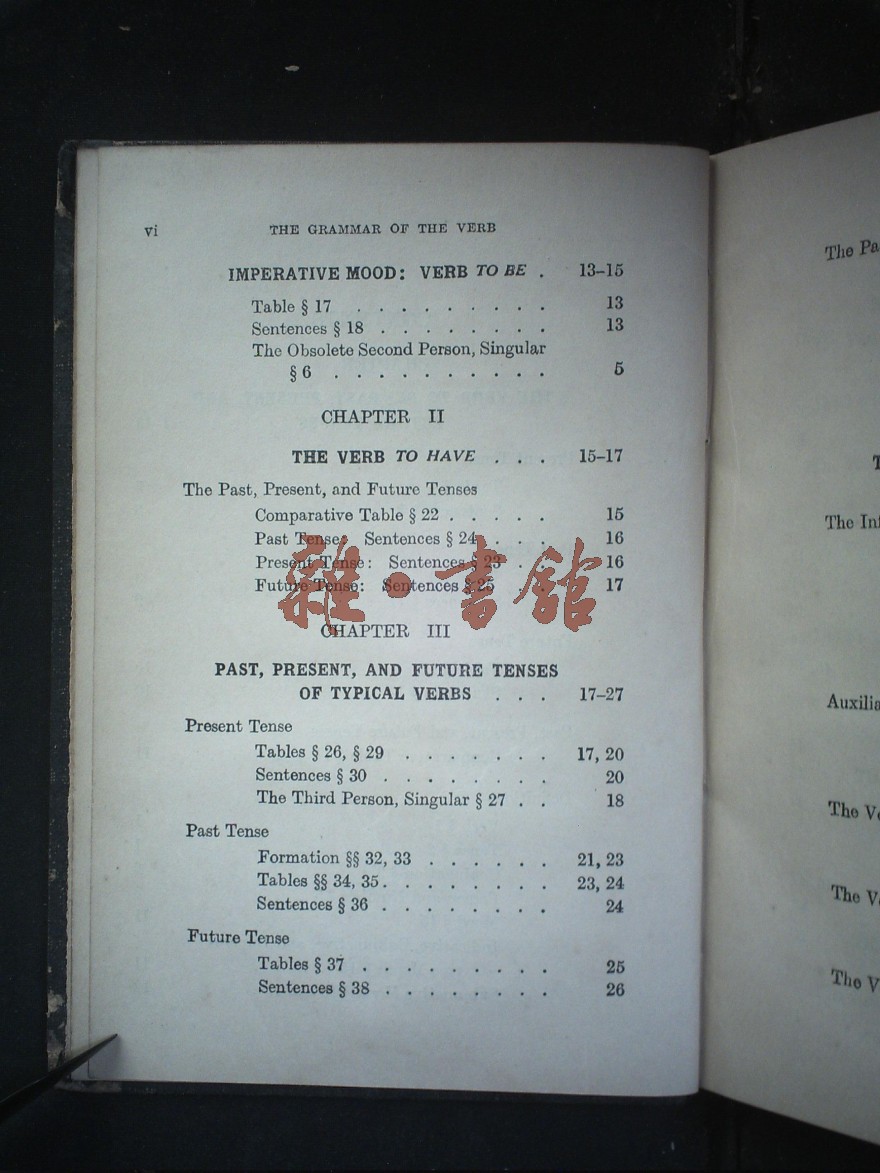 vi THE GRAMMAR OF THE VERB
IMPERATIVE MOOD: VERB TO BE . 13–15
Table § 17 . . . . . . . . . 13
Sentences § 18 . . . . . . . . 13
The Obsolete Second Person, Singular
§ 6 . . . . . . . . . . 5
CHAPTER II
THE VERB TO HAVE . . . 15–17
The Past, Present, and Future Tenses
Comparative Table § 22 . . . . . 15
Past Tense: Sentences § 24 . . . 16
Present Tense: Sentences § 23 . . 16
Future Tense: Sentences § 25 . 17
雜·書館
CHAPTER III
PAST, PRESENT, AND FUTURE TENSES
OF TYPICAL VERBS . . . 17–27
Present Tense
Tables § 26, § 29 . . . . . . . 17, 20
Sentences § 30 . . . . . . . . 20
The Third Person, Singular § 27 . . 18
Past Tense
Formation §§ 32, 33 . . . . . . 21, 23
Tables §§ 34, 35 . . . . . . . . 23, 24
Sentences § 36 . . . . . . . . 24
Future Tense
Tables § 37 . . . . . . . . . 25
Sentences § 38 . . . . . . . . 26
The Pa
The Inf
Auxilia
The Ve
The V
The V